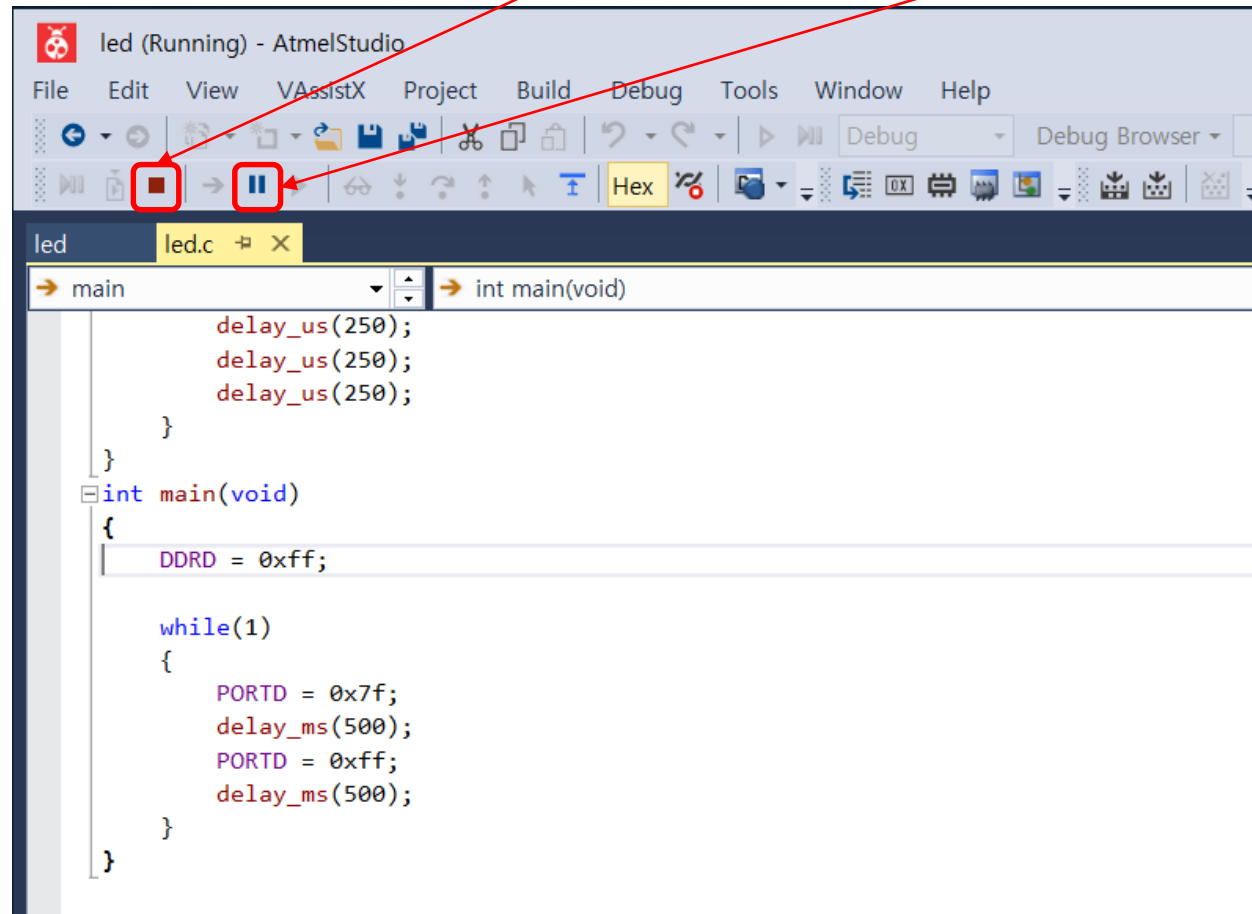 led (Running) - AtmelStudio
File Edit View VAssistX Project Build Debug Tools Window Help
Debug Debug Browser
Hex
led led.c
main int main(void)
delay_us(250);
delay_us(250);
delay_us(250);
}
}
int main(void)
{
DDRD = 0xff;
while(1)
{
PORTD = 0x7f;
delay_ms(500);
PORTD = 0xff;
delay_ms(500);
}
}